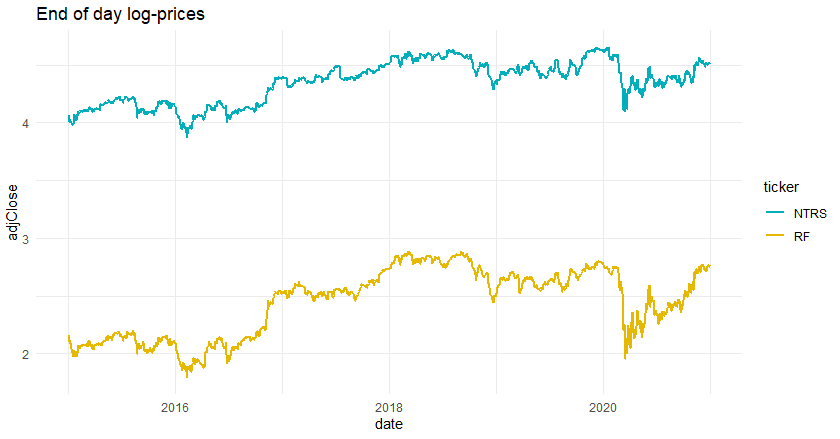 End of day log-prices
adjClose
4
3
2
2016
2018
2020
date
ticker
NTRS
RF